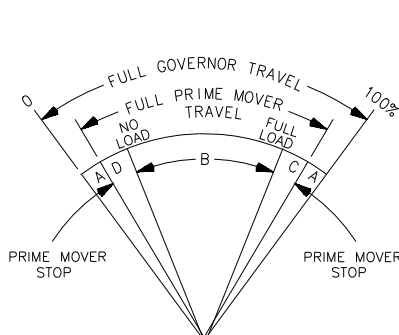 FULL GOVERNOR TRAVEL
0
100%
FULL PRIME MOVER
TRAVEL
NO
LOAD
FULL
LOAD
A
D
B
C
A
PRIME MOVER
STOP
PRIME MOVER
STOP